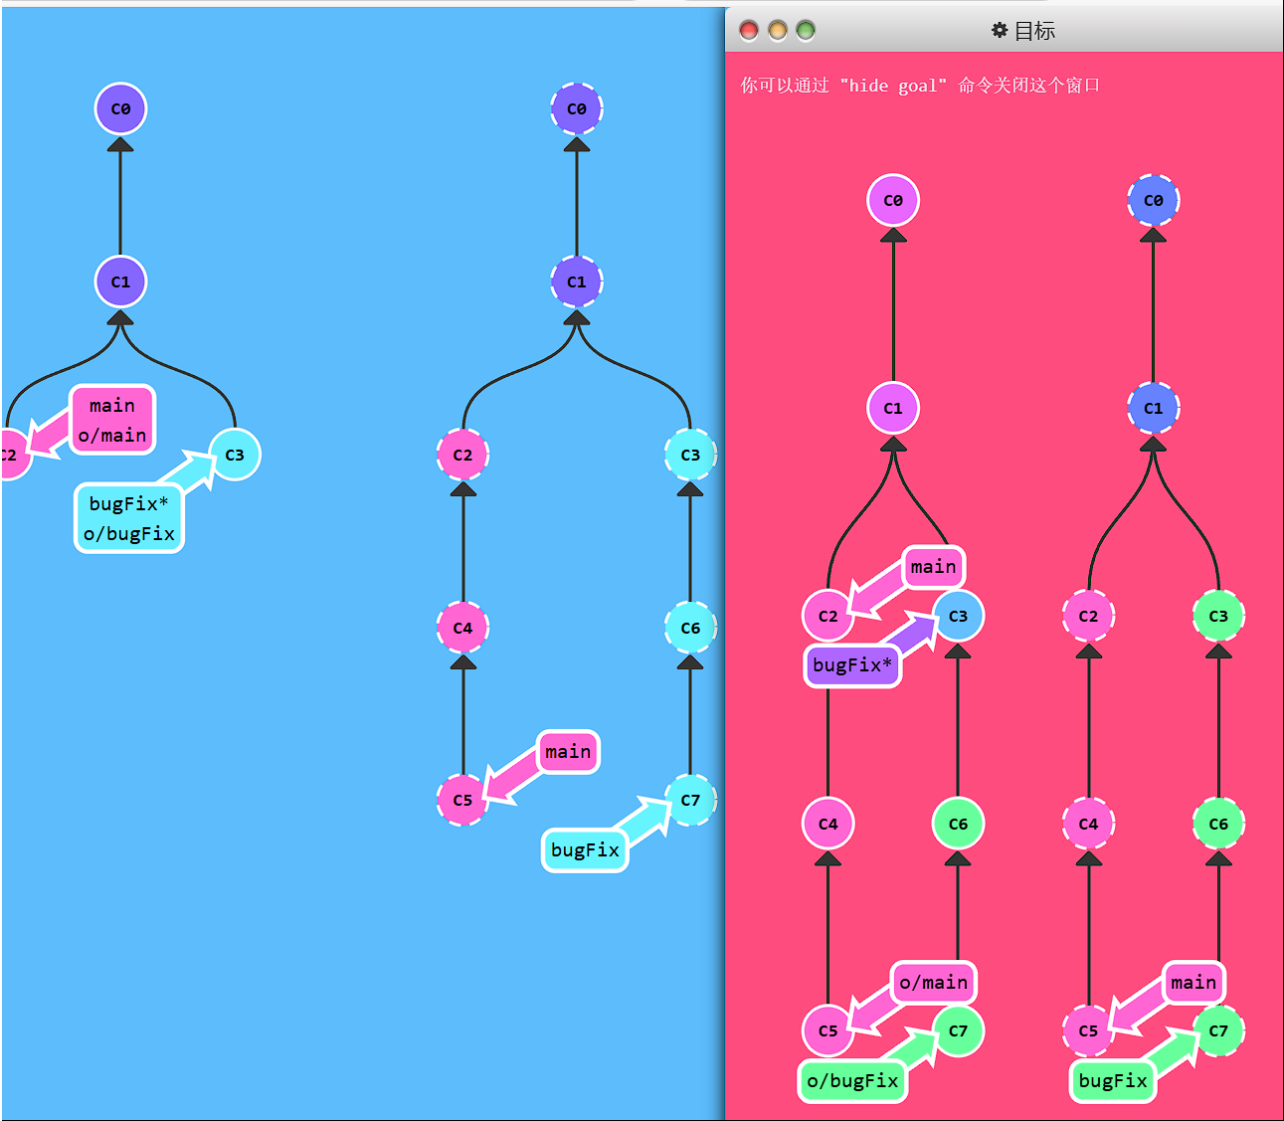 目标
你可以通过 "hide goal" 命令关闭这个窗口
C0
C1
main
o/main
C2
C3
bugFix*
o/bugFix
C0
C1
C2
C3
C4
C6
main
C5
C7
bugFix
C0
C1
main
C2
C3
bugFix*
C4
C6
o/main
C5
C7
o/bugFix
C0
C1
C2
C3
C4
C6
main
C5
C7
bugFix